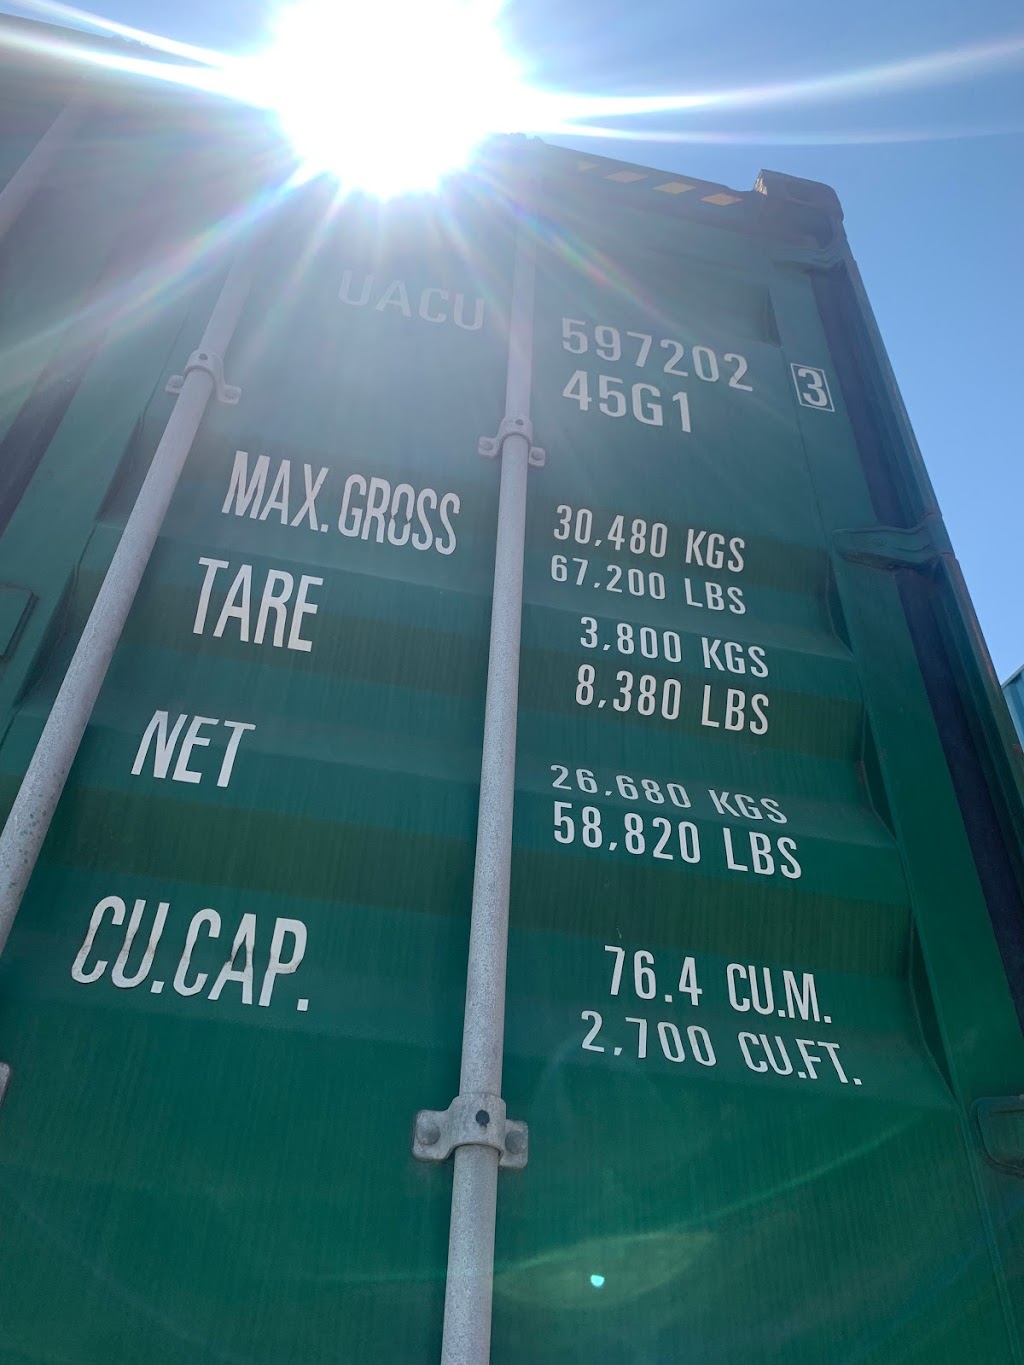 UACU 597202 3
45G1
MAX.GROSS 30,480 KGS
67,200 LBS
TARE 3,800 KGS
8,380 LBS
NET 26,680 KGS
58,820 LBS
CU.CAP. 76.4 CU.M.
2,700 CU.FT.